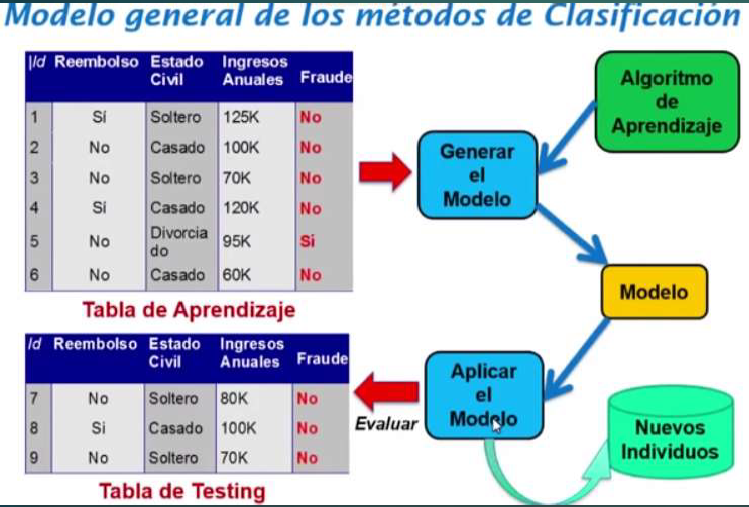 Modelo general de los métodos de Clasificación
Id Reembolso Estado Civil Ingresos Anuales Fraude
1 Sí Soltero 125K No
2 No Casado 100K No
3 No Soltero 70K No
4 Sí Casado 120K No
5 No Divorcia do 95K Si
6 No Casado 60K No
Tabla de Aprendizaje
Id Reembolso Estado Civil Ingresos Anuales Fraude
7 No Soltero 80K No
8 Si Casado 100K No
9 No Soltero 70K No
Tabla de Testing
Algoritmo
de
Aprendizaje
Generar
el
Modelo
Modelo
Aplicar
el
Modelo
Evaluar
Nuevos
Individuos